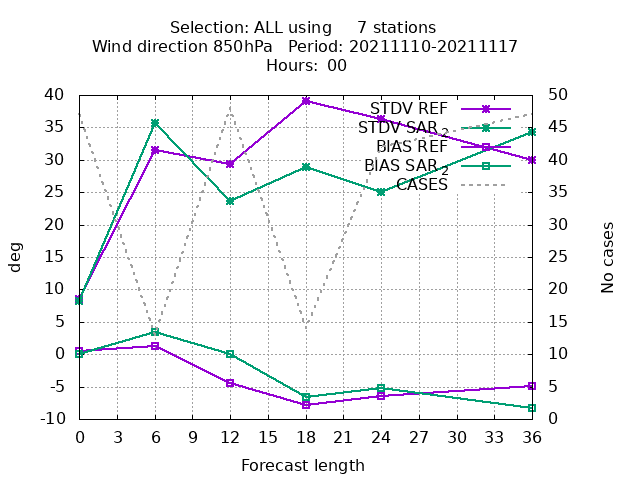 Selection: ALL using 7 stations
Wind direction 850hPa Period: 20211110-20211117
Hours: 00
STDV REF
STDV SAR2
BIAS REF
BIAS SAR2
CASES
40
35
30
25
20
15
10
5
0
-5
-10
50
45
40
35
30
25
20
15
10
5
0
deg
No cases
0 3 6 9 12 15 18 21 24 27 30 33 36
Forecast length